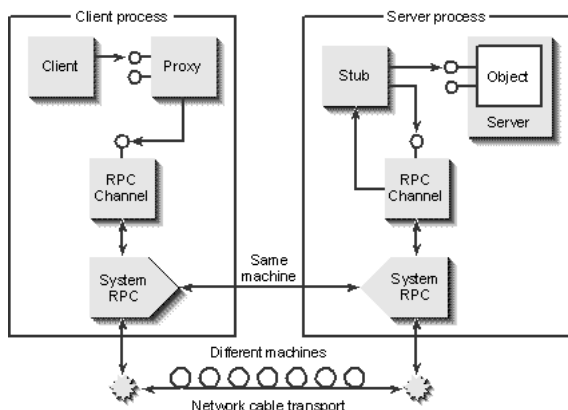 Client process
Server process
Client
Proxy
Stub
Object
Server
RPC
Channel
RPC
Channel
System
RPC
Same
machine
System
RPC
Different machines
Network cable transport